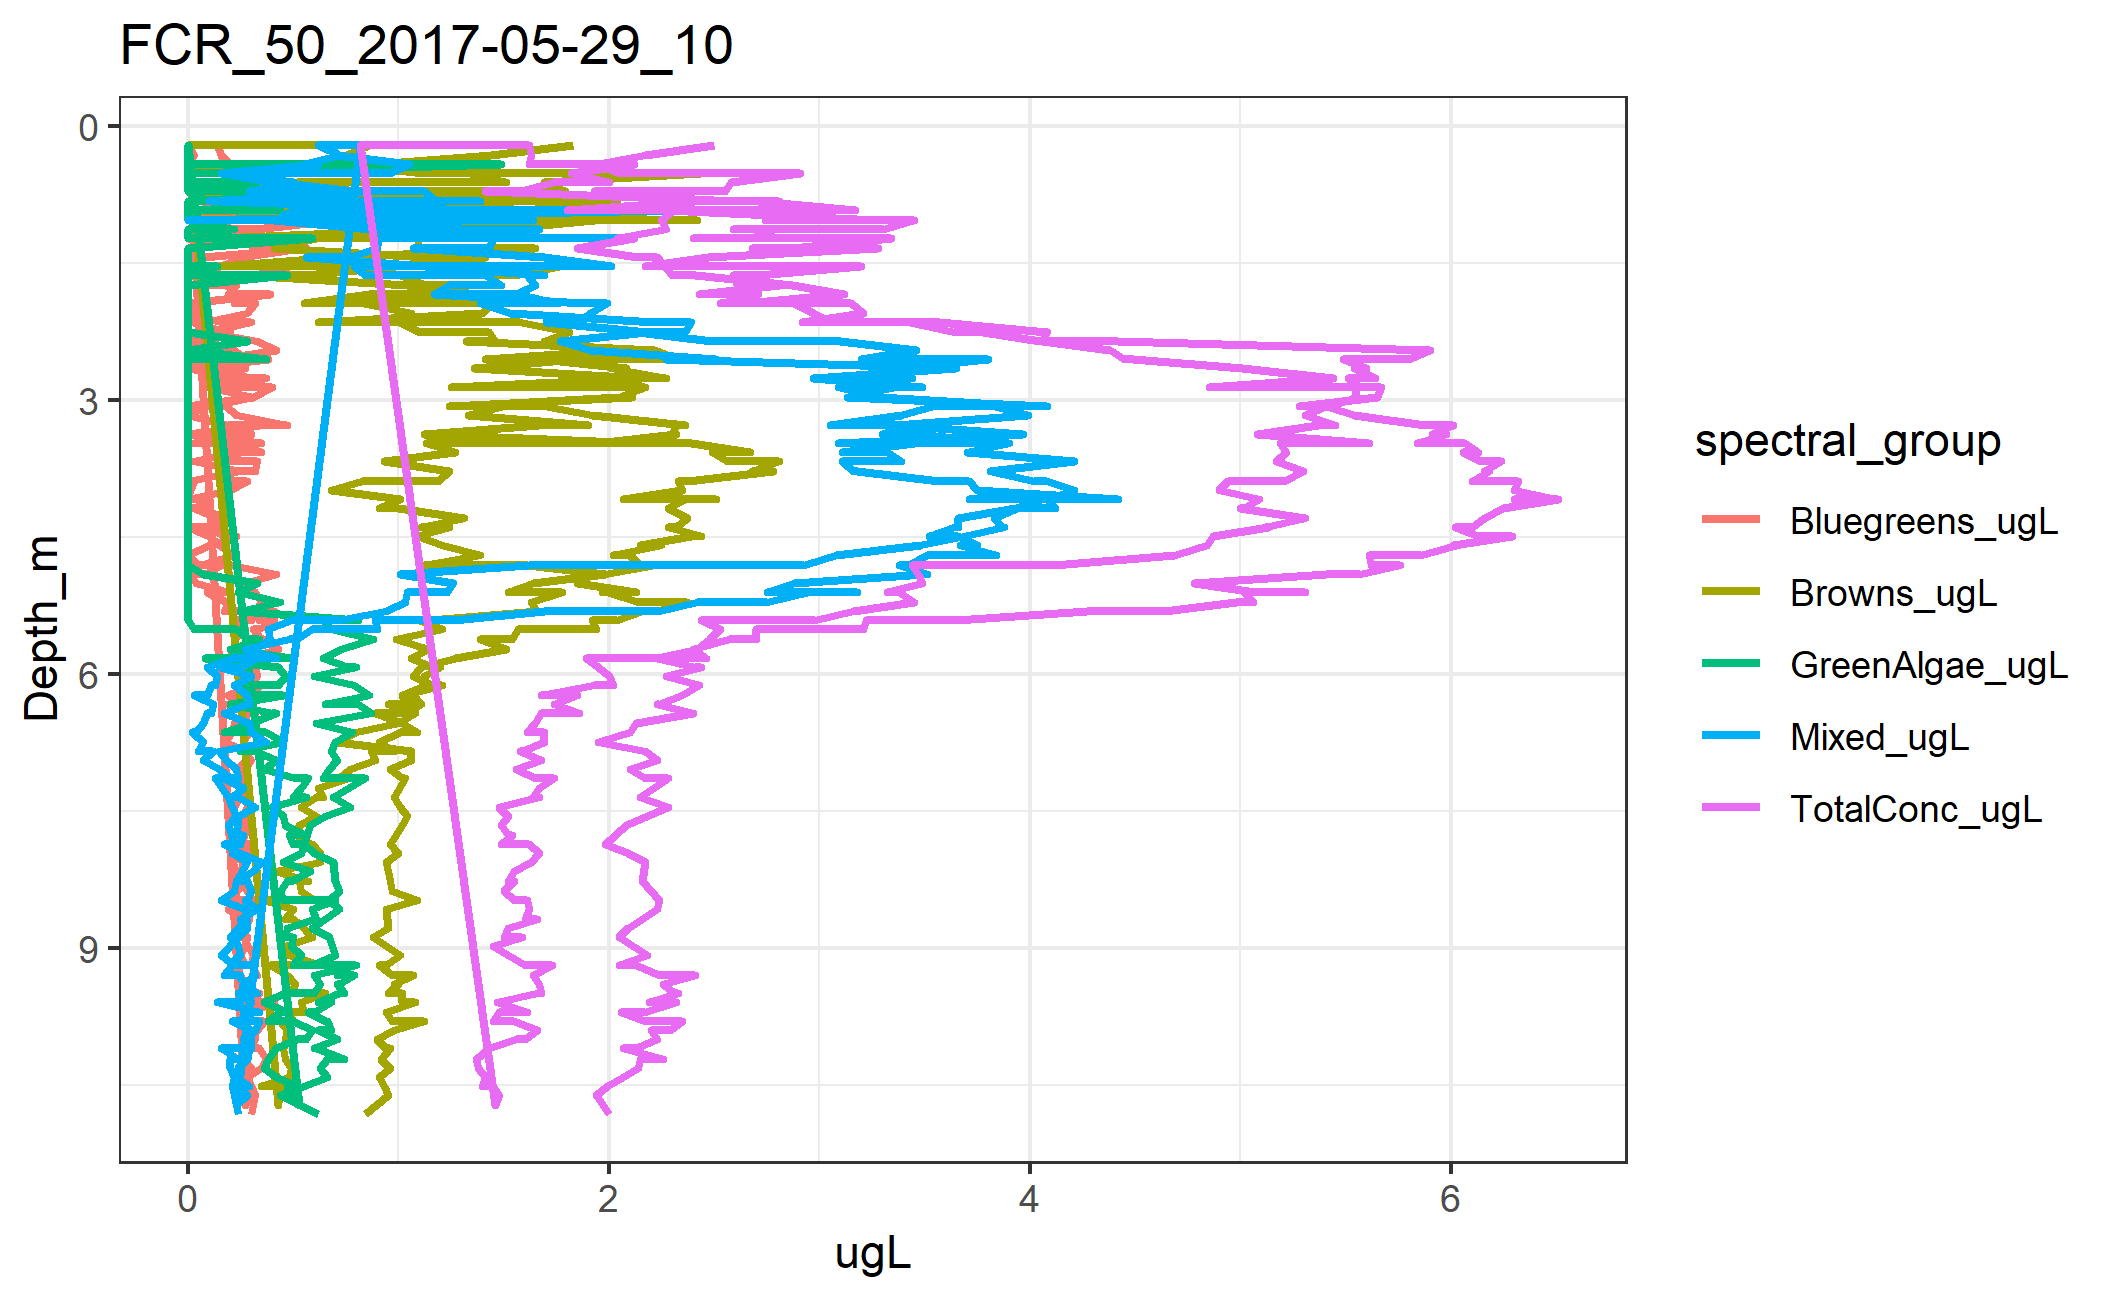 FCR_50_2017-05-29_10
0
3
6
9
Depth_m
0 2 4 6
ugL
spectral_group
Bluegreens_ugL
Browns_ugL
GreenAlgae_ugL
Mixed_ugL
TotalConc_ugL